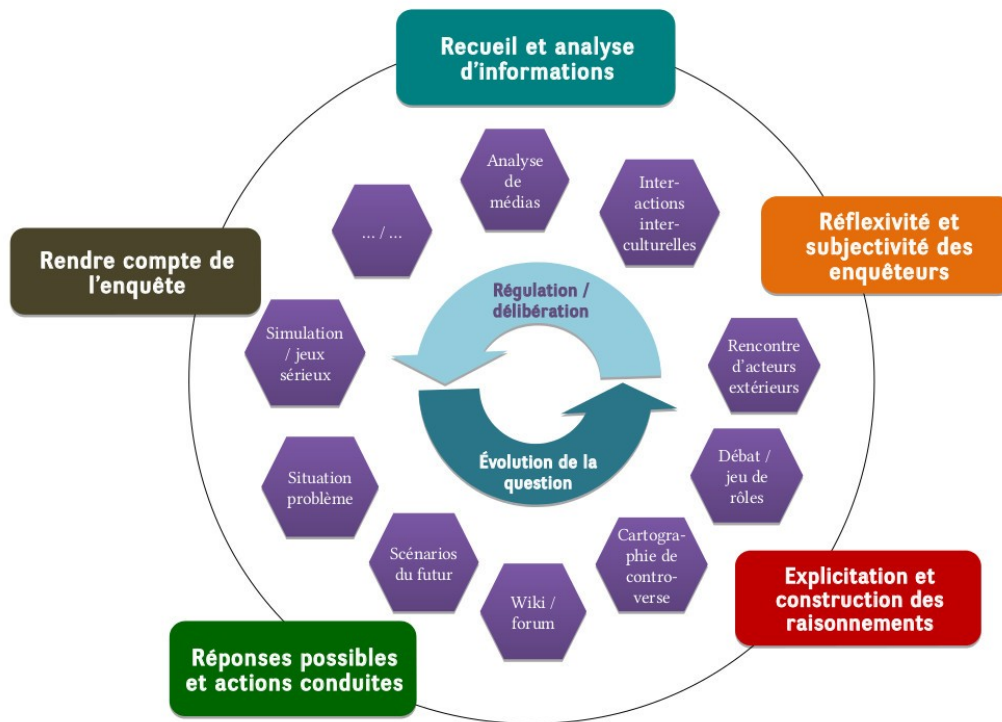 Recueil et analyse
d'informations
Analyse
de
médias
Inter-
actions
inter-
culturelles
... / ...
Réflexivité et
subjectivité des
enquêteurs
Rendre compte de
l'enquête
Régulation /
délibération
Simulation
/ jeux
sérieux
Rencontre
d'acteurs
extérieurs
Évolution de la
question
Situation
problème
Débat /
jeu de
rôles
Scénarios
du futur
Cartogra-
phie de
contro-
verse
Wiki /
forum
Explicitation et
construction des
raisonnements
Réponses possibles
et actions conduites